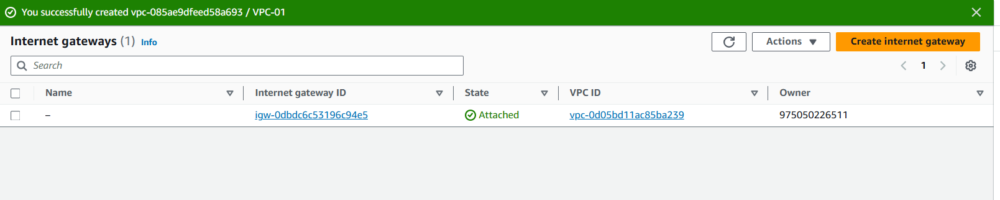 You successfully created vpc-085ae9dfeed58a693 / VPC-01
Internet gateways (1) Info
Actions
Create internet gateway
Search
1
Name Internet gateway ID State VPC ID Owner
– igw-0dbdc6c53196c94e5 Attached vpc-0d05bd11ac85ba239 975050226511